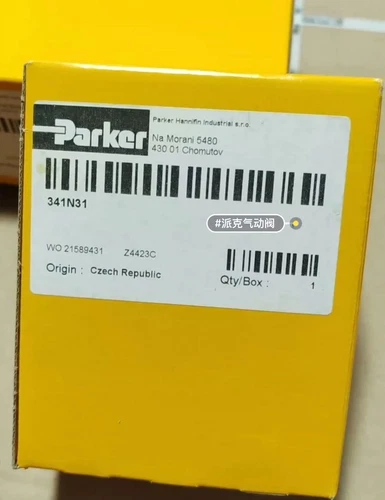 Parker
Parker Hannifin Industrial s.r.o.
Na Morani 5480
430 01 Chomutov
341N31
#派克气动阀
WO 21589431 Z4423C
Origin : Czech Republic
Qty/Box : 1